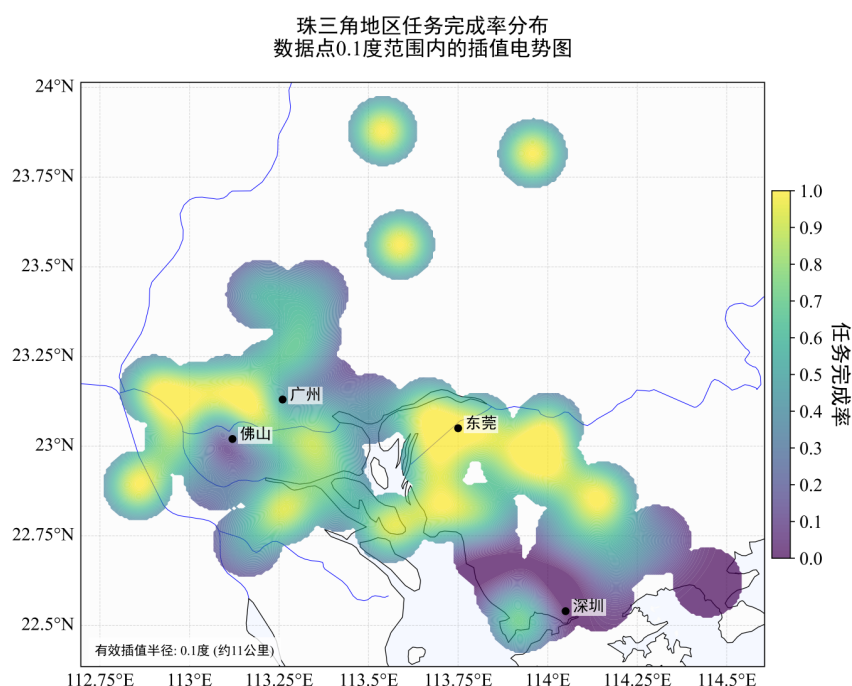 珠三角地区任务完成率分布
数据点0.1度范围内的插值电势图
24°N
23.75°N
23.5°N
23.25°N
23°N
22.75°N
22.5°N
广州
佛山
东莞
深圳
有效插值半径: 0.1度 (约11公里)
112.75°E
113°E
113.25°E
113.5°E
113.75°E
114°E
114.25°E
114.5°E
1.0
0.9
0.8
0.7
0.6
0.5
0.4
0.3
0.2
0.1
0.0
任务完成率